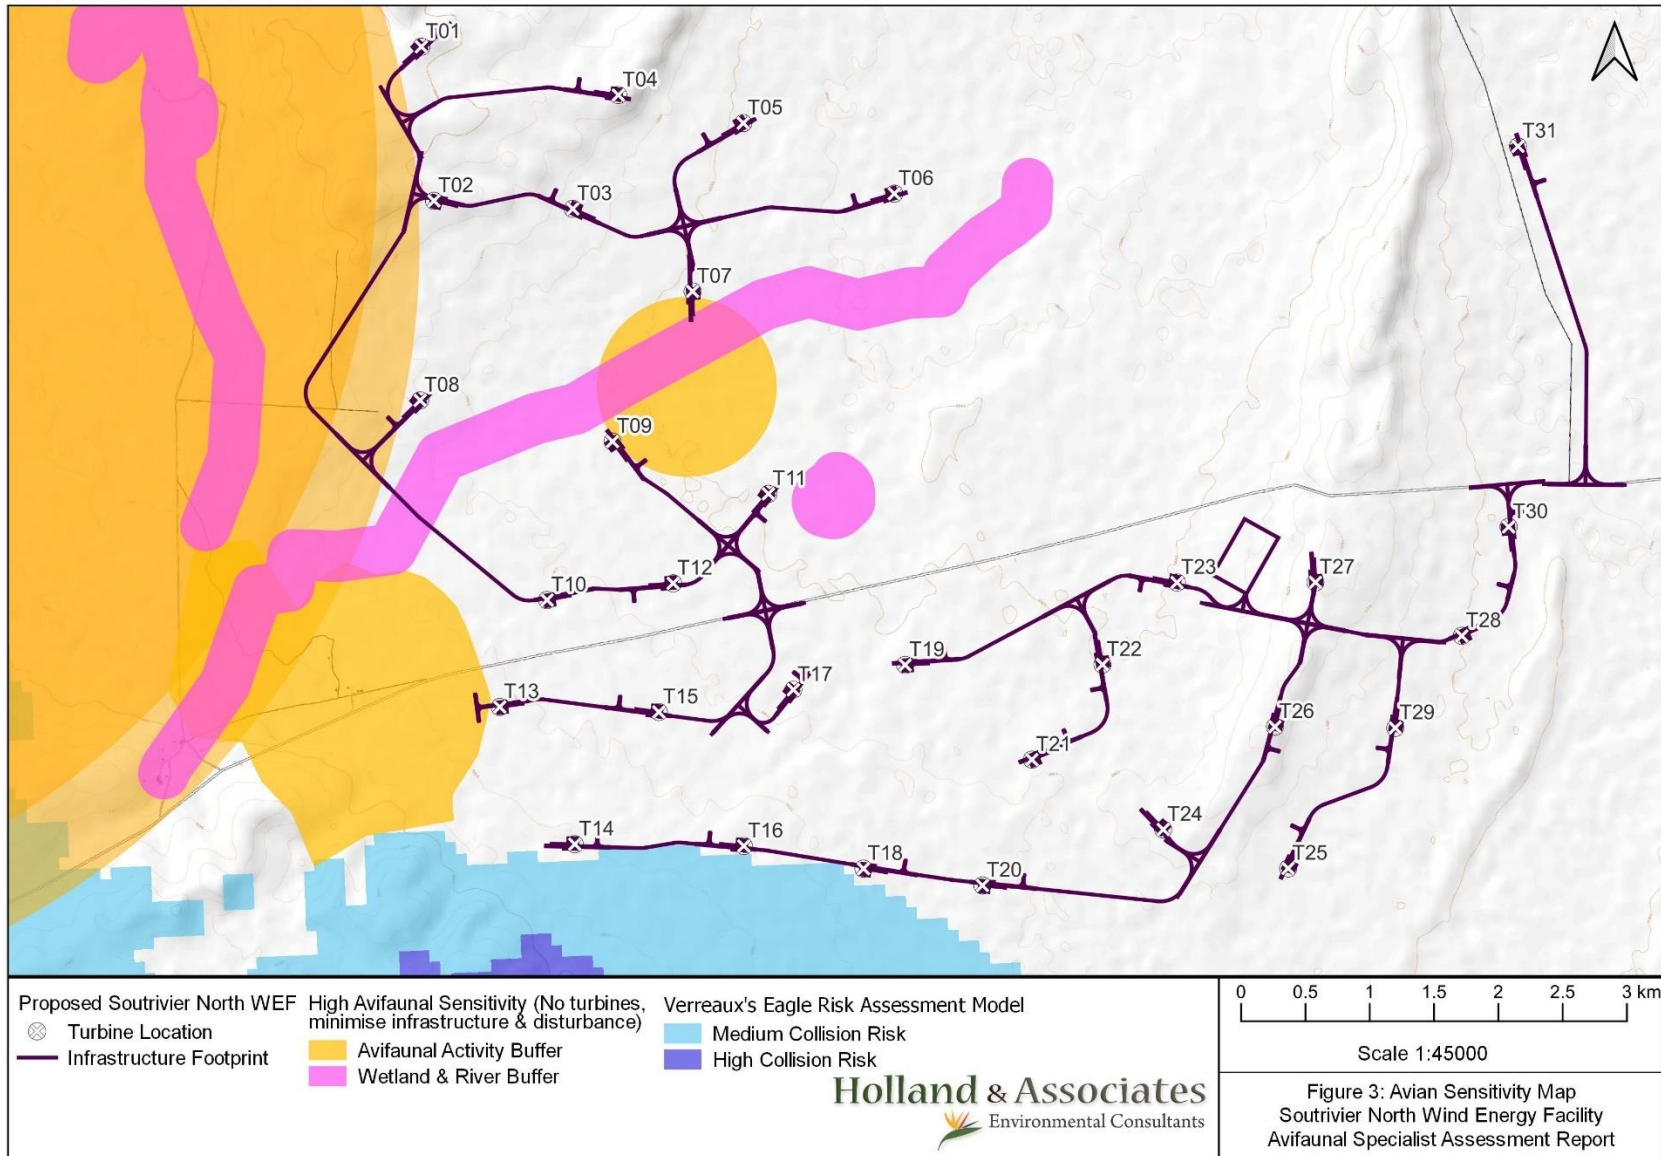 T01
T04
T05
T31
T06
T02
T03
T07
T08
T09
T11
T30
T12
T23
T27
T10
T28
T19
T22
T17
T13
T15
T26
T29
T21
T24
T14
T16
T18
T25
T20
Proposed Soutrivier North WEF
Turbine Location
Infrastructure Footprint
High Avifaunal Sensitivity (No turbines,
minimise infrastructure & disturbance)
Avifaunal Activity Buffer
Wetland & River Buffer
Verreaux's Eagle Risk Assessment Model
Medium Collision Risk
High Collision Risk
Holland & Associates
Environmental Consultants
0 0.5 1 1.5 2 2.5 3 km
Scale 1:45000
Figure 3: Avian Sensitivity Map
Soutrivier North Wind Energy Facility
Avifaunal Specialist Assessment Report